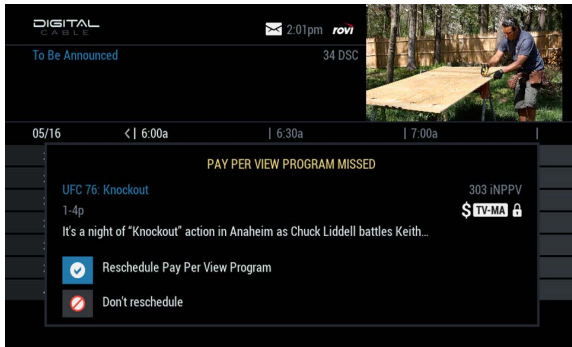 DIGITAL
CABLE
2:01pm rovi
To Be Announced 34 DSC
05/16 < | 6:00a | 6:30a | 7:00a |
PAY PER VIEW PROGRAM MISSED
UFC 76: Knockout 303 iNPPV
1-4p $ TV-MA
It's a night of “Knockout” action in Anaheim as Chuck Liddell battles Keith…
Reschedule Pay Per View Program
Don't reschedule